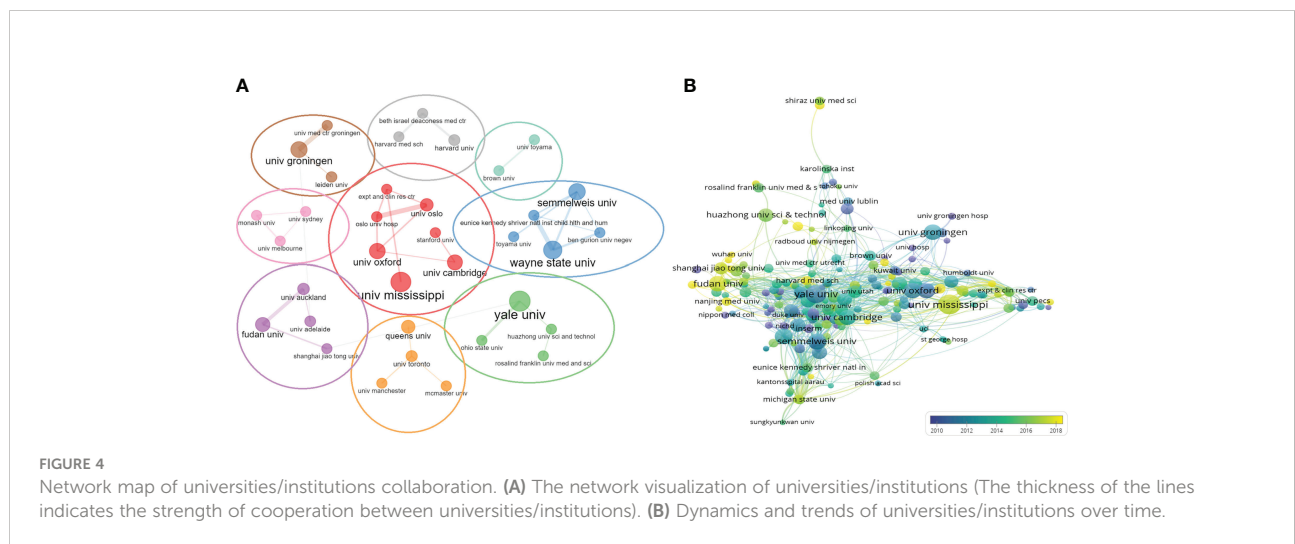 A
univ med ctr groningen
univ groningen
leiden univ
beth israel deaconess med ctr
harvard med sch
harvard univ
univ toyama
brown univ
monash univ
univ sydney
univ melbourne
expt and clin res ctr
univ oslo
oslo univ hosp
stanford univ
univ oxford
univ cambridge
univ mississippi
semmelweis univ
eunice kennedy shriver natl inst child hlth and hum
toyama univ
ben gurion univ negev
wayne state univ
univ auckland
fudan univ
univ adelaide
shanghai jiao tong univ
queens univ
univ toronto
univ manchester
mcmaster univ
yale univ
huazhong univ sci and technol
ohio state univ
rosalind franklin univ med and sci
B
shiraz univ med sci
karolinska inst
rosalind franklin univ med & s
tohoku univ
med univ lublin
huazhong univ sci & technol
linkoping univ
univ groningen hosp
univ groningen
radboud univ nijmegen
univ hosp
wuhan univ
univ med ctr utrecht
brown univ
shanghai jiao tong univ
kuwait univ
humboldt univ
fudan univ
harvard med sch
yale univ
univ utah
univ oxford
expt & clin res ctr
nanjing med univ
emory univ
univ mississippi
univ pecs
nippon med coll
duke univ
univ cambridge
nichd
inserm
ucl
semmelweis univ
st george hosp
eunice kennedy shriver natl in
kantonsspital aarau
polish acad sci
michigan state univ
sungkyunkwan univ
2010 2012 2014 2016 2018
FIGURE 4
Network map of universities/institutions collaboration. (A) The network visualization of universities/institutions (The thickness of the lines
indicates the strength of cooperation between universities/institutions). (B) Dynamics and trends of universities/institutions over time.